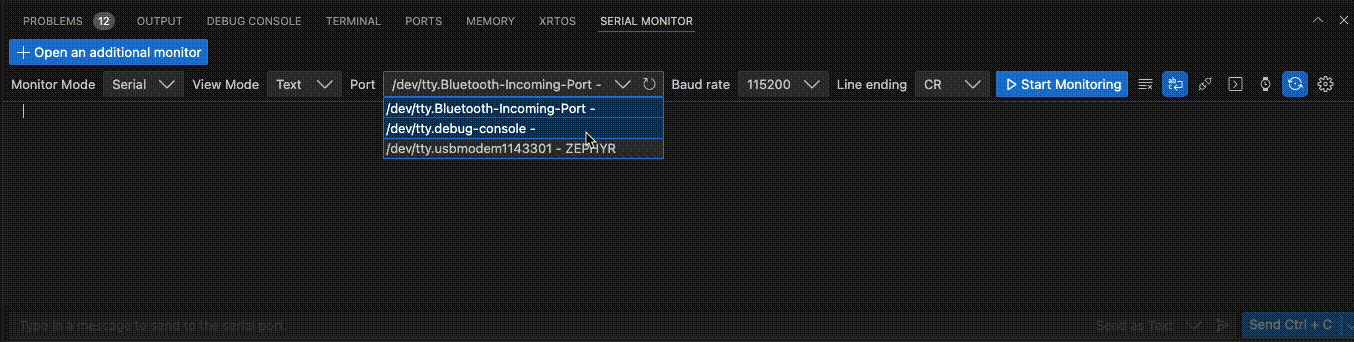 PROBLEMS 12 OUTPUT DEBUG CONSOLE TERMINAL PORTS MEMORY XRTOS SERIAL MONITOR
Open an additional monitor
Monitor Mode Serial View Mode Text Port /dev/tty.Bluetooth-Incoming-Port - Baud rate 115200 Line ending CR Start Monitoring
/dev/tty.Bluetooth-Incoming-Port -
/dev/tty.debug-console -
/dev/tty.usbmodem1143301 - ZEPHYR
Type in a message to send to the serial port. Send as Text Send Ctrl + C